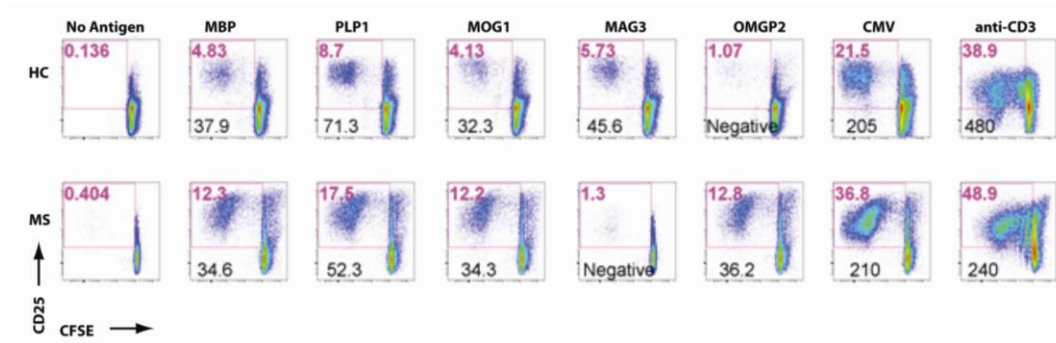 No Antigen MBP PLP1 MOG1 MAG3 OMGP2 CMV anti-CD3
HC
0.136 4.83 8.7 4.13 5.73 1.07 21.5 38.9
37.9 71.3 32.3 45.6 Negative 205 480
MS
0.404 12.3 17.5 12.2 1.3 12.8 36.8 48.9
34.6 52.3 34.3 Negative 36.2 210 240
CD25
CFSE